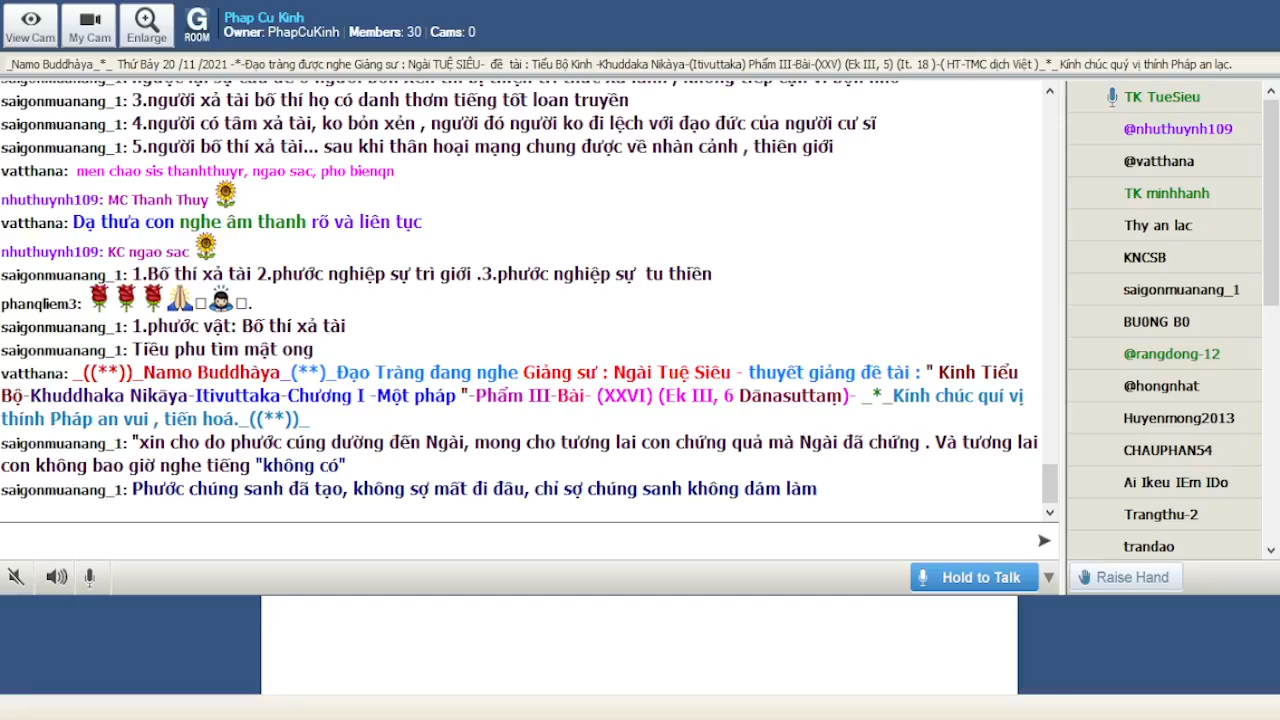 View Cam
My Cam
Enlarge
G
ROOM
Phap Cu Kinh
Owner: PhapCuKinh | Members: 30 | Cams: 0
_Namo Buddhàya_*_ Thứ Bảy 20 /11 /2021 -*-Đạo tràng được nghe Giảng sư : Ngài TUỆ SIÊU- đề tài : Tiểu Bộ Kinh -Khuddaka Nikàya-(Itivuttaka) Phẩm III-Bài-(XXV) (Ek III, 5) (It. 18 )-( HT-TMC dịch Việt )_*_Kính chúc quý vị thính Pháp an lạc.
saigonmuanang_1: 3.người xả tài bố thí họ có danh thơm tiếng tốt loan truyền
saigonmuanang_1: 4.người có tâm xả tài, ko bỏn xẻn , người đó người ko đi lệch với đạo đức của người cư sĩ
saigonmuanang_1: 5.người bố thí xả tài... sau khi thân hoại mạng chung được về nhàn cảnh , thiên giới
vatthana: men chao sis thanhthuyr, ngao sac, pho bienqn
nhuthuynh109: MC Thanh Thuy
vatthana: Dạ thưa con nghe âm thanh rõ và liên tục
nhuthuynh109: KC ngao sac
saigonmuanang_1: 1.Bố thí xả tài 2.phước nghiệp sự trì giới .3.phước nghiệp sự tu thiền
phanqliem3: .
saigonmuanang_1: 1.phước vật: Bố thí xả tài
saigonmuanang_1: Tiều phu tìm mật ong
vatthana: _((**))_Namo Buddhàya_(**)_Đạo Tràng đang nghe Giảng sư : Ngài Tuệ Siêu - thuyết giảng đề tài : " Kinh Tiểu
Bộ-Khuddhaka Nikāya-Itivuttaka-Chương I -Một pháp "-Phẩm III-Bài- (XXVI) (Ek III, 6 Dānasuttaṃ)- _*_Kính chúc quí vị
thính Pháp an vui , tiến hoá._((**))_
saigonmuanang_1: "xin cho do phước cúng dường đến Ngài, mong cho tương lai con chứng quả mà Ngài đã chứng . Và tương lai
con không bao giờ nghe tiếng "không có"
saigonmuanang_1: Phước chúng sanh đã tạo, không sợ mất đi đâu, chỉ sợ chúng sanh không dám làm
Hold to Talk
TK TueSieu
@nhuthuynh109
@vatthana
TK minhhanh
Thy an lac
KNCSB
saigonmuanang_1
BU0NG B0
@rangdong-12
@hongnhat
Huyenmong2013
CHAUPHAN54
Ai Ikeu IEm IDo
Trangthu-2
trandao
Raise Hand